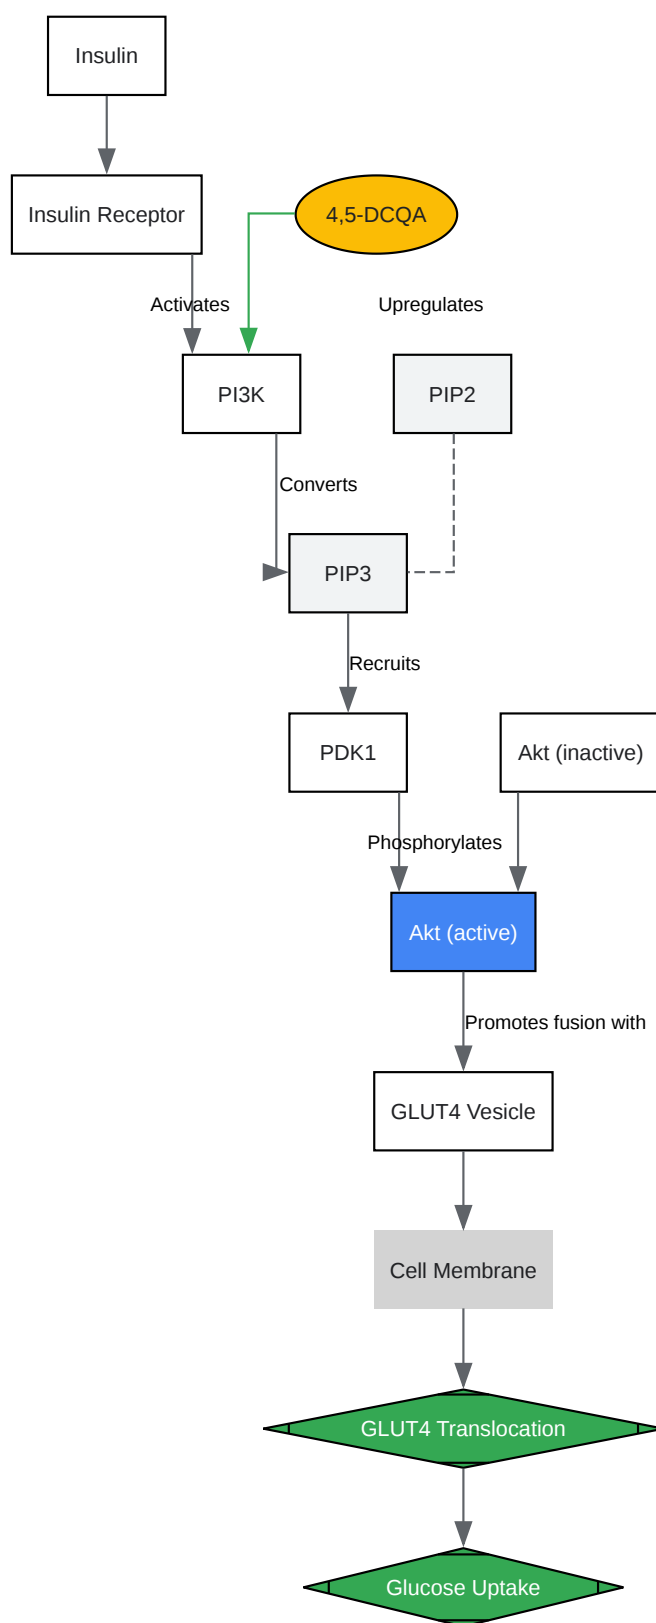 Insulin
Insulin Receptor
4,5-DCQA
Activates
Upregulates
PI3K
PIP2
Converts
PIP3
Recruits
PDK1
Akt (inactive)
Phosphorylates
Akt (active)
Promotes fusion with
GLUT4 Vesicle
Cell Membrane
GLUT4 Translocation
Glucose Uptake